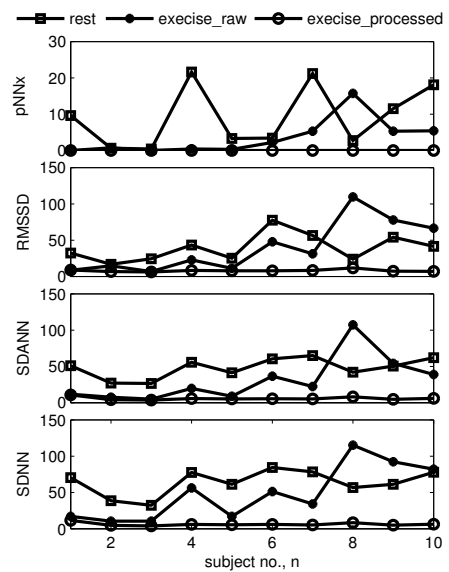 rest execise_raw execise_processed
30
20
10
0
pNNx
150
100
50
0
RMSSD
150
100
50
0
SDANN
150
100
50
0
SDNN
2 4 6 8 10
subject no., n